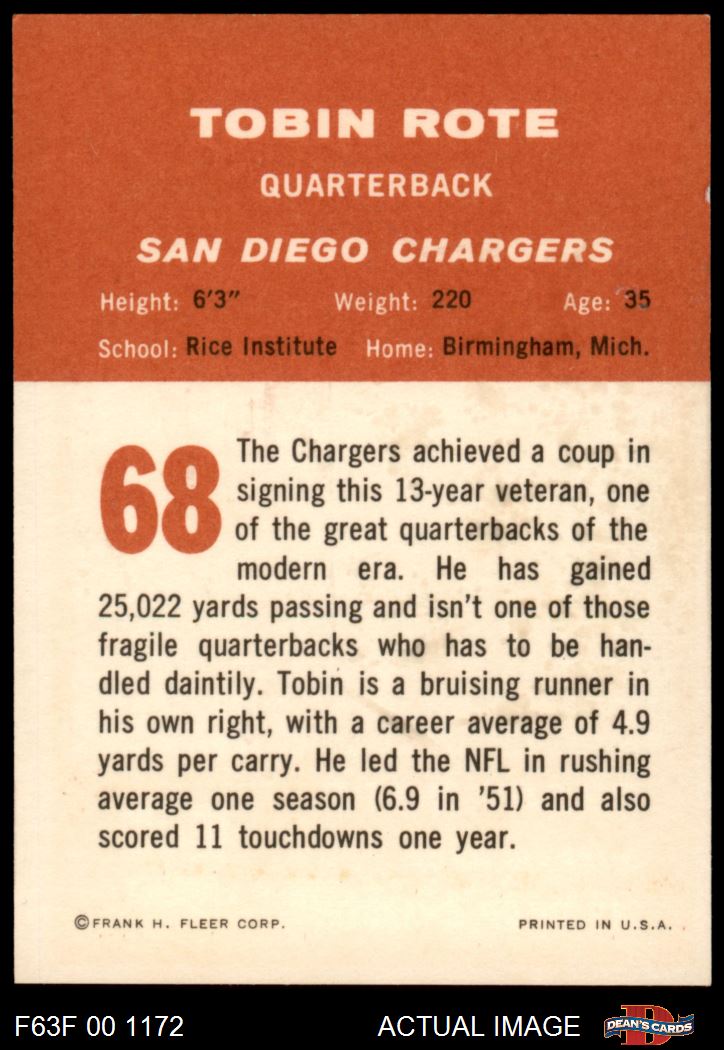 TOBIN ROTE
QUARTERBACK
SAN DIEGO CHARGERS
Height: 6'3" Weight: 220 Age: 35
School: Rice Institute Home: Birmingham, Mich.
68
The Chargers achieved a coup in
signing this 13-year veteran, one
of the great quarterbacks of the
modern era. He has gained
25,022 yards passing and isn't one of those
fragile quarterbacks who has to be han-
dled daintily. Tobin is a bruising runner in
his own right, with a career average of 4.9
yards per carry. He led the NFL in rushing
average one season (6.9 in '51) and also
scored 11 touchdowns one year.
©FRANK H. FLEER CORP. PRINTED IN U.S.A.
F63F 00 1172 ACTUAL IMAGE D DEAN'S CARDS